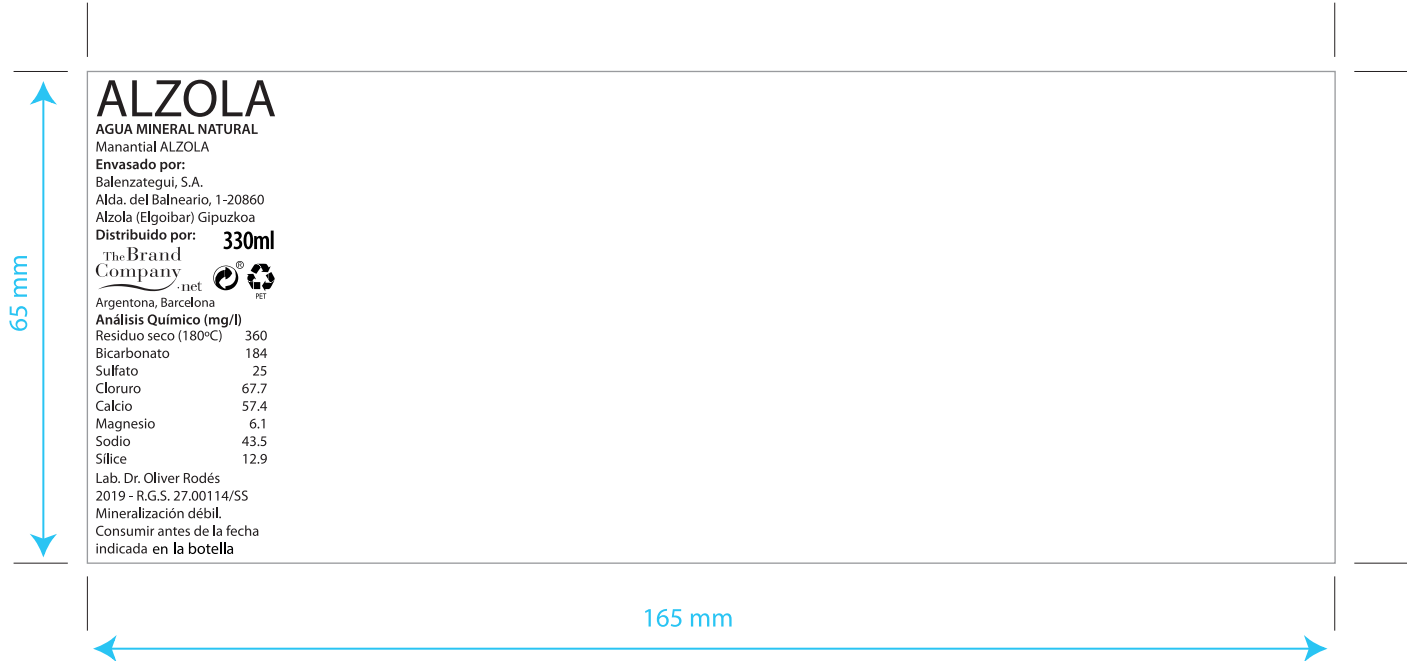 ALZOLA
AGUA MINERAL NATURAL
Manantial ALZOLA
Envasado por:
Balenzategui, S.A.
Alda. del Balneario, 1-20860
Alzola (Elgoibar) Gipuzkoa
Distribuido por:
330ml
The Brand
Company
.net
®
PET
Argentona, Barcelona
Análisis Químico (mg/l)
Residuo seco (180ºC) 360
Bicarbonato 184
Sulfato 25
Cloruro 67.7
Calcio 57.4
Magnesio 6.1
Sodio 43.5
Sílice 12.9
Lab. Dr. Oliver Rodés
2019 - R.G.S. 27.00114/SS
Mineralización débil.
Consumir antes de la fecha
indicada en la botella
65 mm
165 mm